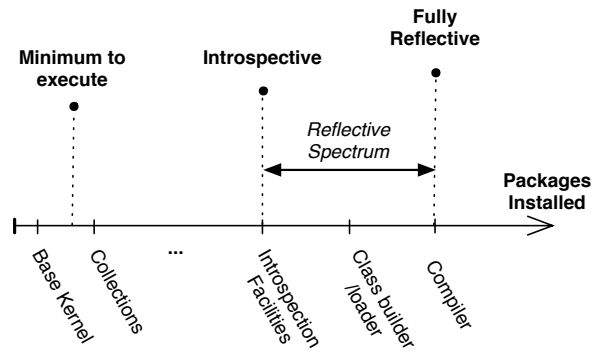 Fully
Reflective
Minimum to
execute
Introspective
Reflective
Spectrum
Packages
Installed
...
Base Kernel
Collections
Introspection
Facilities
Class builder
/loader
Compiler